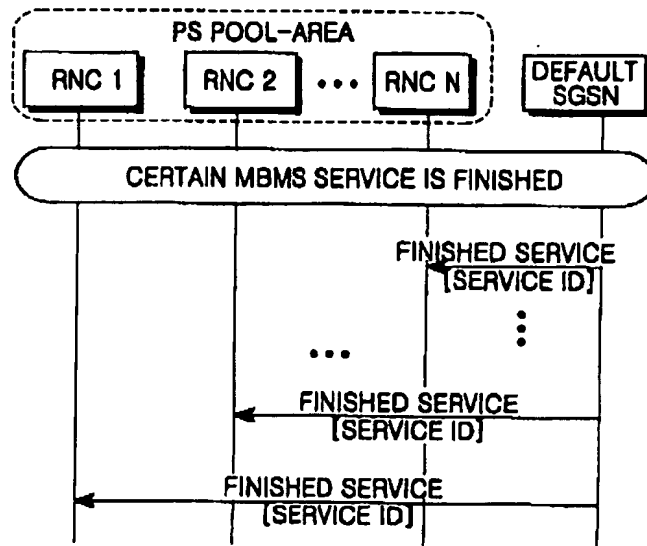 PS POOL-AREA
RNC 1
RNC 2
RNC N
DEFAULT
SGSN
CERTAIN MBMS SERVICE IS FINISHED
FINISHED SERVICE
[SERVICE ID]
FINISHED SERVICE
[SERVICE ID]
FINISHED SERVICE
[SERVICE ID]